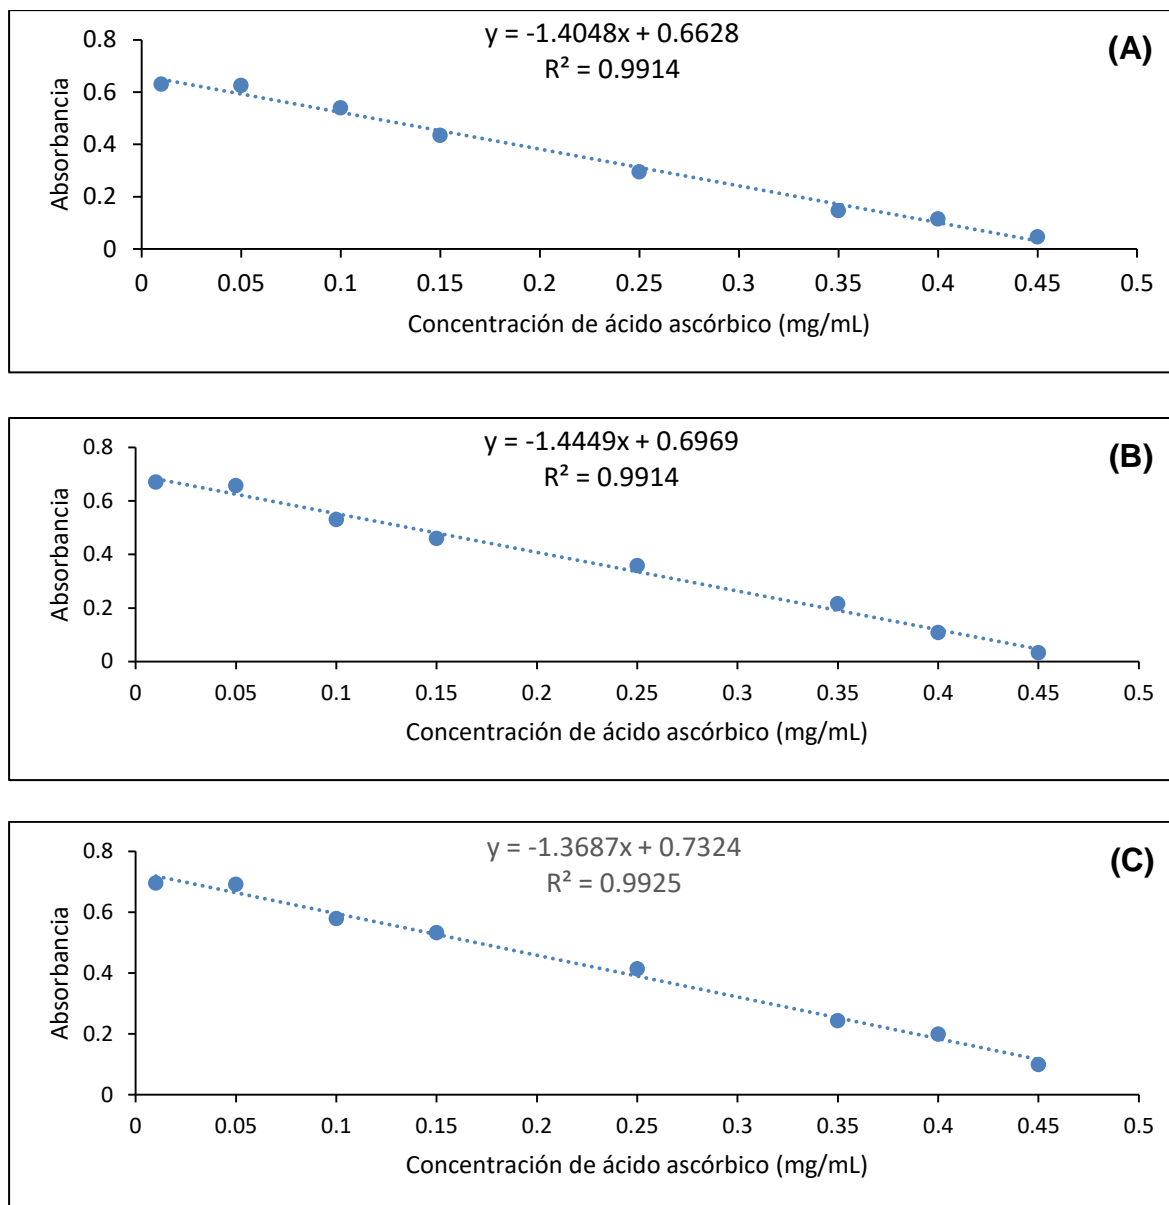 y = -1.4048x + 0.6628
R² = 0.9914
(A)
0.8
0.6
0.4
0.2
0
Absorbancia
0 0.05 0.1 0.15 0.2 0.25 0.3 0.35 0.4 0.45 0.5
Concentración de ácido ascórbico (mg/mL)
y = -1.4449x + 0.6969
R² = 0.9914
(B)
0.8
0.6
0.4
0.2
0
Absorbancia
0 0.05 0.1 0.15 0.2 0.25 0.3 0.35 0.4 0.45 0.5
Concentración de ácido ascórbico (mg/mL)
y = -1.3687x + 0.7324
R² = 0.9925
(C)
0.8
0.6
0.4
0.2
0
Absorbancia
0 0.05 0.1 0.15 0.2 0.25 0.3 0.35 0.4 0.45 0.5
Concentración de ácido ascórbico (mg/mL)